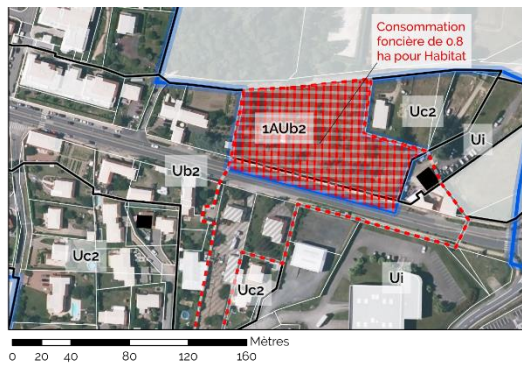 Consommation
foncière de 0.8
ha pour Habitat
1AUb2
Uc2
Ui
Ub2
Uc2
Uc2
Ui
Mètres
0 20 40 80 120 160